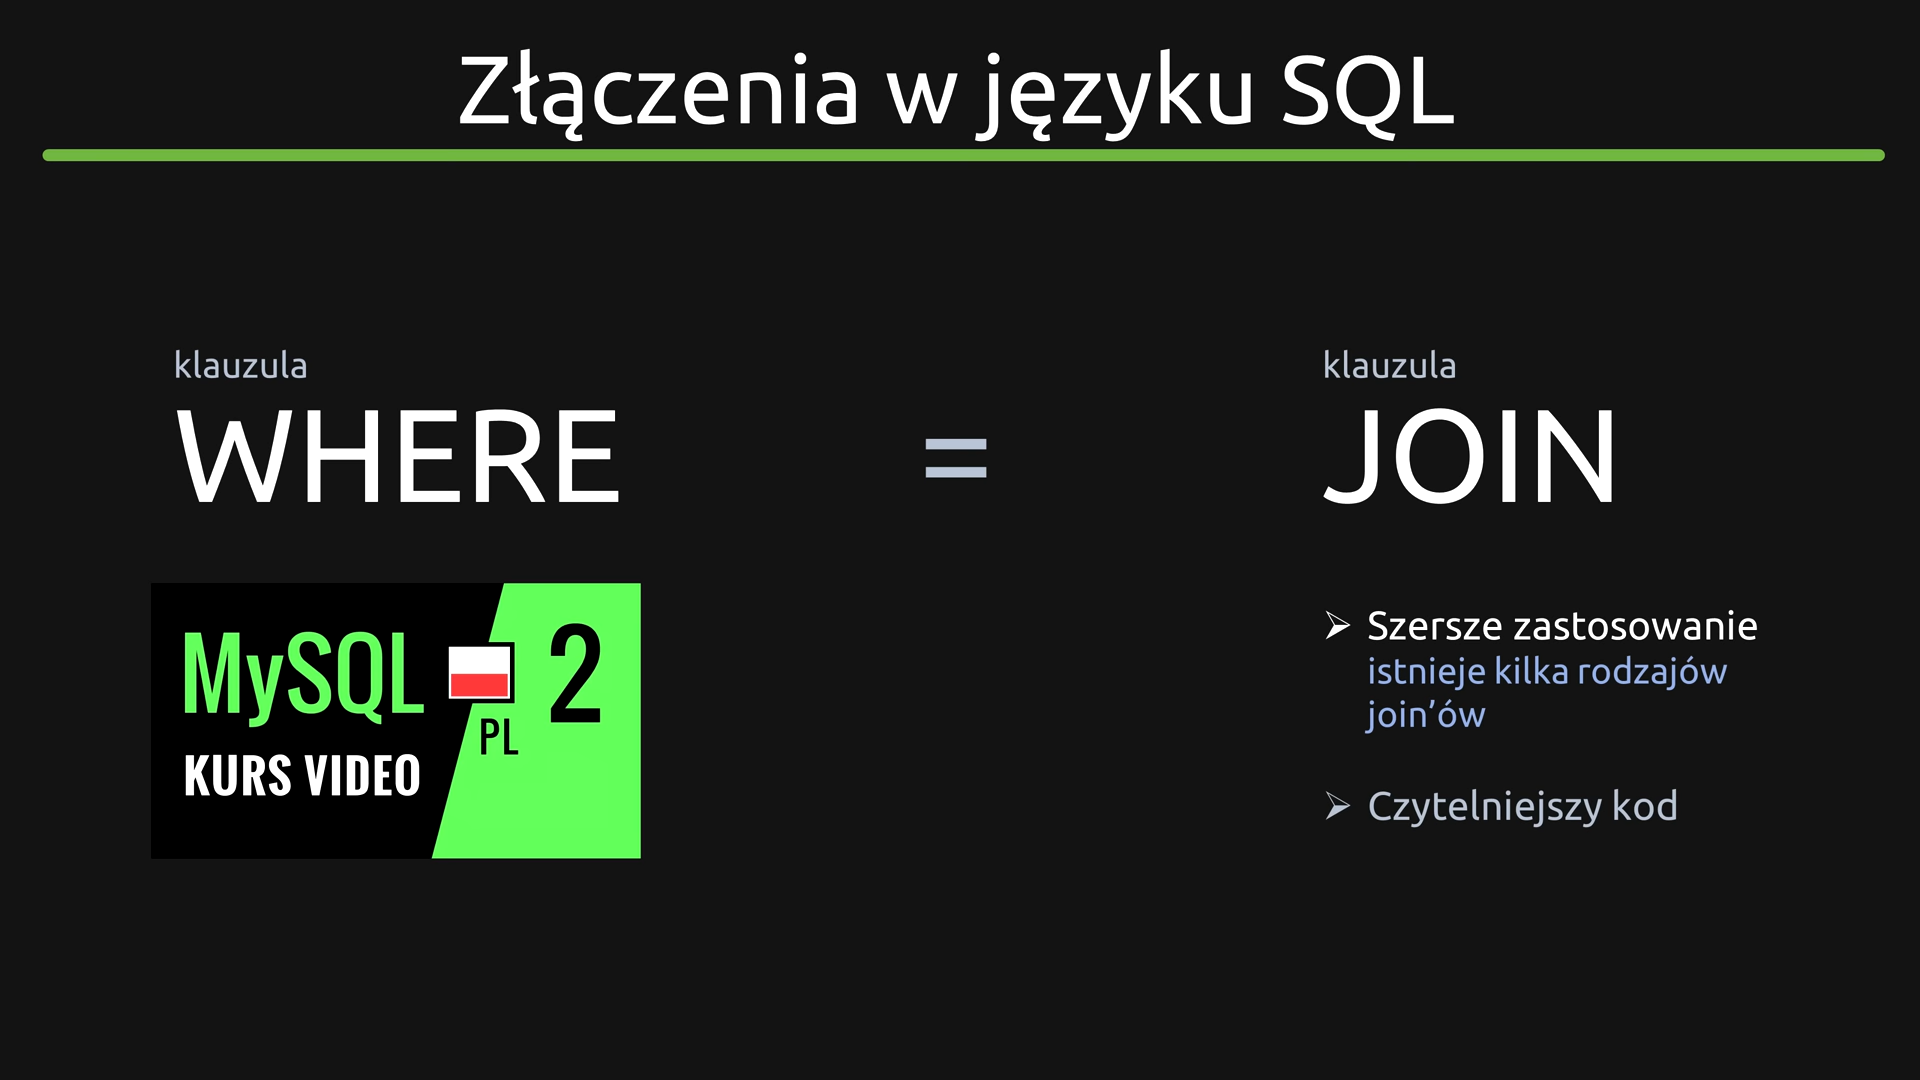 Złączenia w języku SQL
klauzula
WHERE
=
klauzula
JOIN
MySQL
2
PL
KURS VIDEO
➢ Szersze zastosowanie
istnieje kilka rodzajów
join’ów
➢ Czytelniejszy kod